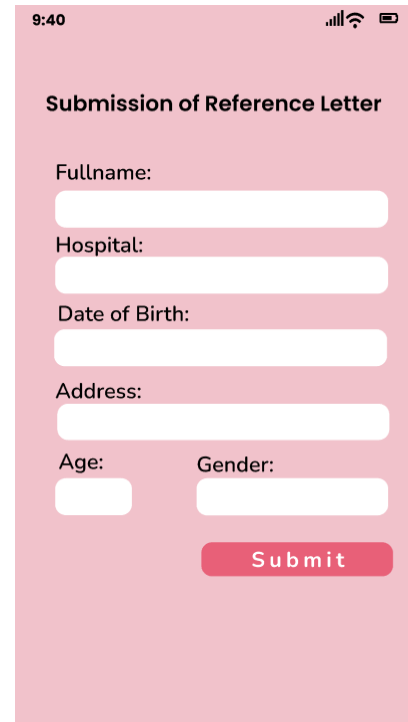 9:40
Submission of Reference Letter
Fullname:
Hospital:
Date of Birth:
Address:
Age: Gender:
Submit